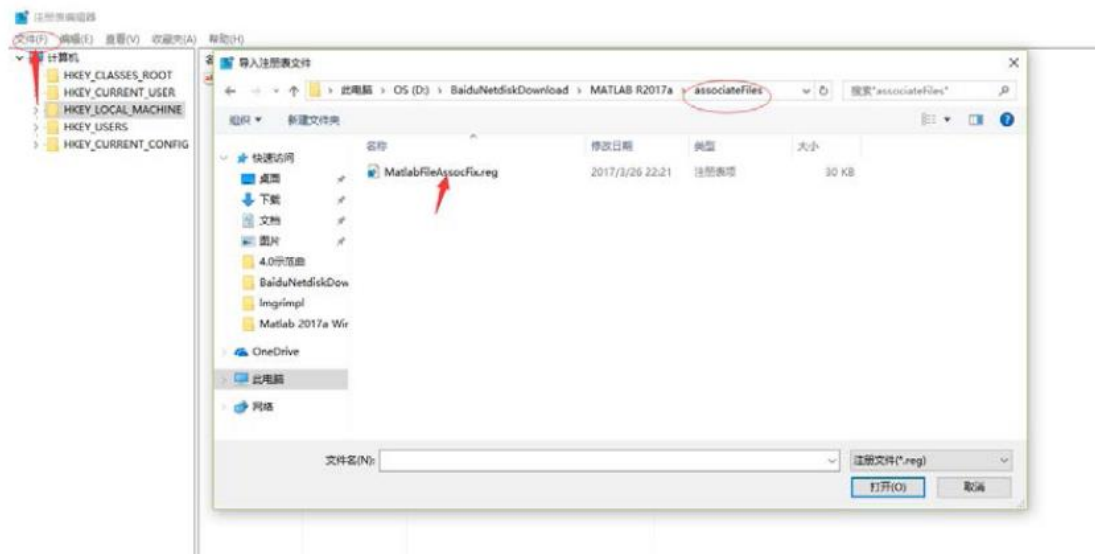 注册表编辑器
文件(F) 编辑(E) 查看(V) 收藏夹(A) 帮助(H)
计算机
HKEY_CLASSES_ROOT
HKEY_CURRENT_USER
HKEY_LOCAL_MACHINE
HKEY_USERS
HKEY_CURRENT_CONFIG
导入注册表文件
此电脑 > OS (D:) > BaiduNetdiskDownload > MATLAB R2017a > associateFiles
搜索"associateFiles"
组织 新建文件夹
名称 修改日期 类型 大小
MatlabFileAssocFix.reg 2017/3/26 22:21 注册表项 30 KB
快速访问
桌面
下载
文档
图片
4.0示范曲
BaiduNetdiskDow
Imgrimpl
Matlab 2017a Wir
OneDrive
此电脑
网络
文件名(N):
注册文件(*.reg)
打开(O) 取消